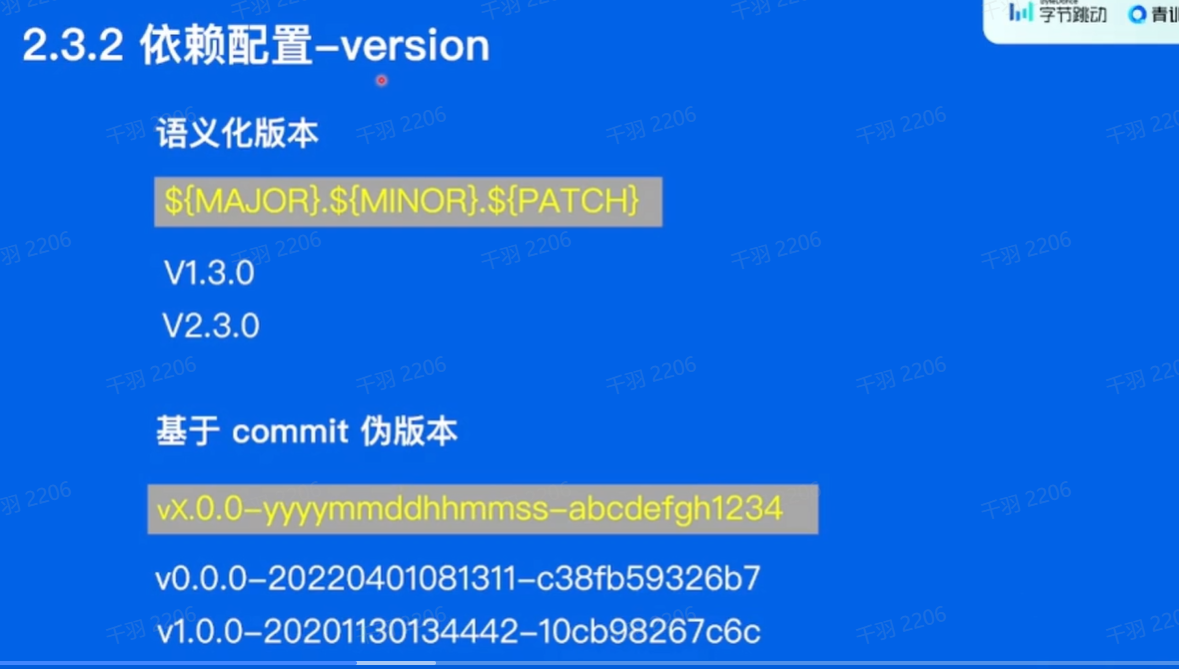 字节跳动 青训
2.3.2 依赖配置-version
语义化版本
${MAJOR}.${MINOR}.${PATCH}
V1.3.0
V2.3.0
基于 commit 伪版本
vX.0.0-yyyymmddhhmmss-abcdefgh1234
v0.0.0-20220401081311-c38fb59326b7
v1.0.0-20201130134442-10cb98267c6c
千羽 2206